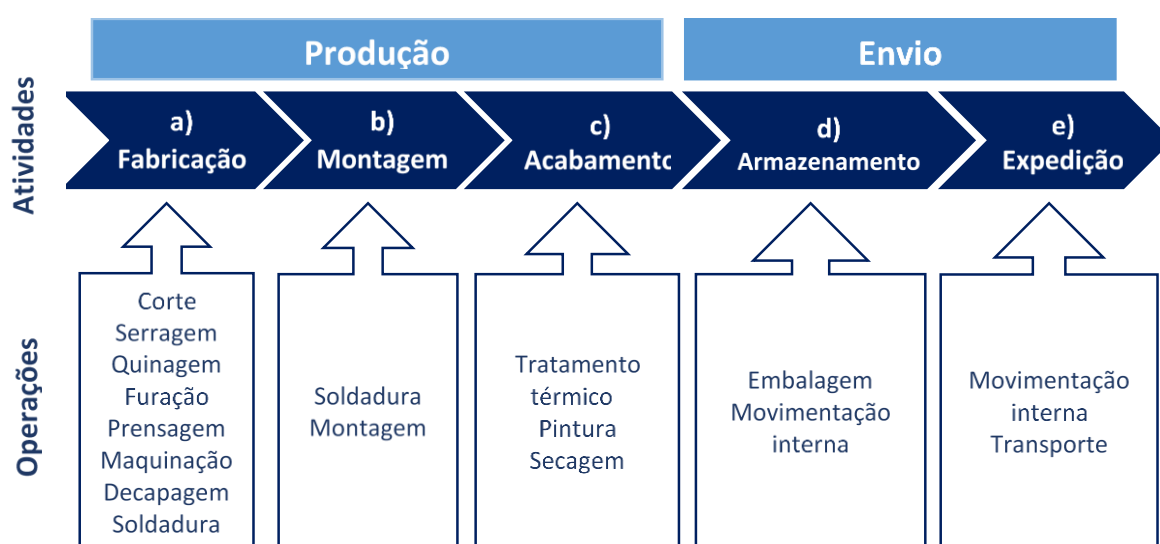 Produção
Envio
Atividades
a)
Fabricação
b)
Montagem
c)
Acabamento
d)
Armazenamento
e)
Expedição
Operações
Corte
Serragem
Quinagem
Furação
Prensagem
Maquinação
Decapagem
Soldadura
Soldadura
Montagem
Tratamento
térmico
Pintura
Secagem
Embalagem
Movimentação
interna
Movimentação
interna
Transporte